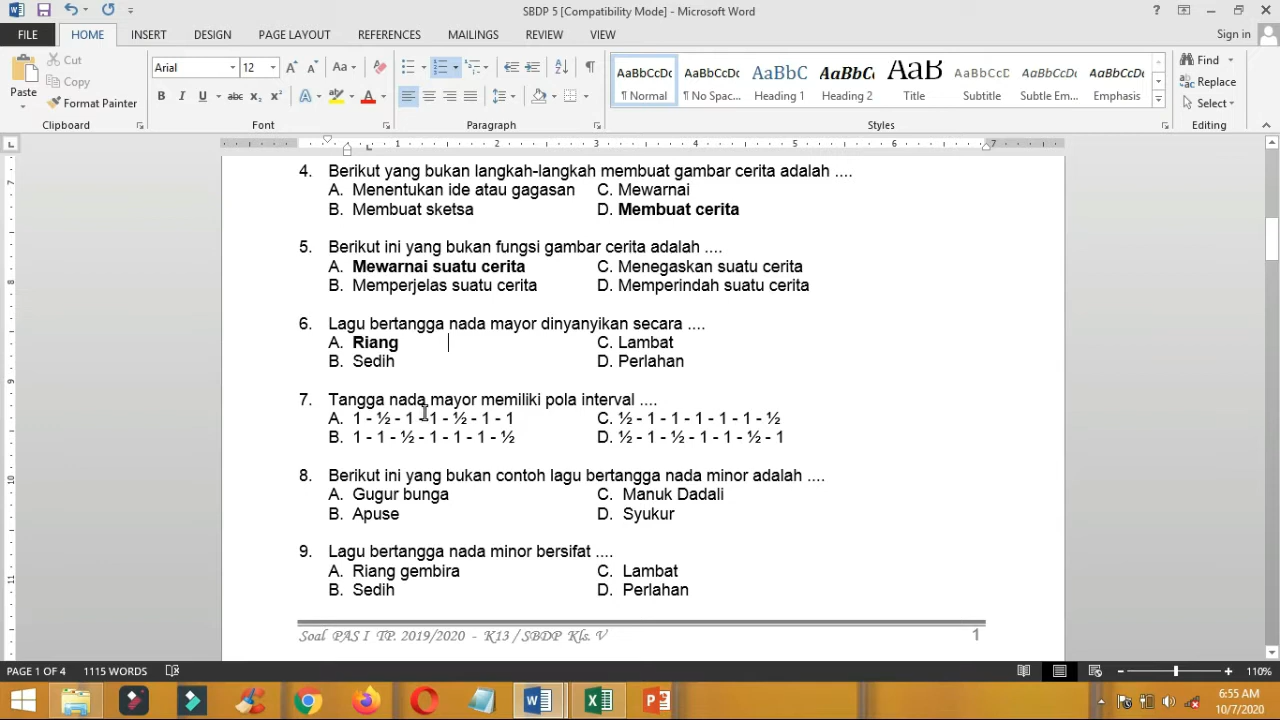 SBDP 5 [Compatibility Mode] - Microsoft Word
FILE HOME INSERT DESIGN PAGE LAYOUT REFERENCES MAILINGS REVIEW VIEW Sign in
Paste Cut Copy Format Painter
Clipboard
Arial 12
Font
Paragraph
AaBbCcDc ¶ Normal
AaBbCcDc ¶ No Spac...
AaBbC Heading 1
AaBbCc Heading 2
AaB Title
AaBbCcD Subtitle
AaBbCcDc Subtle Em...
AaBbCcDc Emphasis
Styles
Find
Replace
Select
Editing
1 2 3 4 5 6 7
4. Berikut yang bukan langkah-langkah membuat gambar cerita adalah ....
A. Menentukan ide atau gagasan C. Mewarnai
B. Membuat sketsa D. Membuat cerita
5. Berikut ini yang bukan fungsi gambar cerita adalah ....
A. Mewarnai suatu cerita C. Menegaskan suatu cerita
B. Memperjelas suatu cerita D. Memperindah suatu cerita
6. Lagu bertangga nada mayor dinyanyikan secara ....
A. Riang C. Lambat
B. Sedih D. Perlahan
7. Tangga nada mayor memiliki pola interval ....
A. 1 - ½ - 1 - 1 - ½ - 1 - 1 C. ½ - 1 - 1 - 1 - 1 - 1 - ½
B. 1 - 1 - ½ - 1 - 1 - 1 - ½ D. ½ - 1 - ½ - 1 - 1 - ½ - 1
8. Berikut ini yang bukan contoh lagu bertangga nada minor adalah ....
A. Gugur bunga C. Manuk Dadali
B. Apuse D. Syukur
9. Lagu bertangga nada minor bersifat ....
A. Riang gembira C. Lambat
B. Sedih D. Perlahan
Soal PAS I TP. 2019/2020 - K13 / SBDP Kls. V 1
PAGE 1 OF 4 1115 WORDS 110%
6:55 AM
10/7/2020